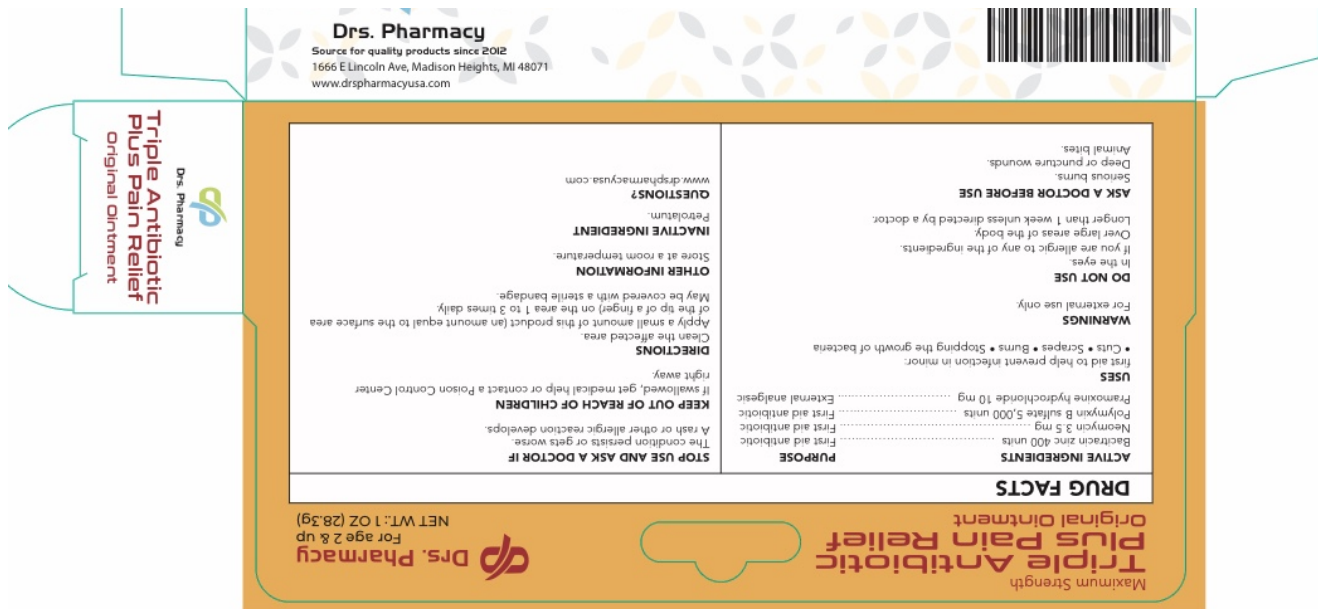 Drs. Pharmacy
Source for quality products since 2012
1666 E Lincoln Ave, Madison Heights, MI 48071
www.drspharmacyusa.com
Drs. Pharmacy
Triple Antibiotic
Plus Pain Relief
Original Ointment
Maximum Strength
Triple Antibiotic
Plus Pain Relief
Original Ointment
Drs. Pharmacy
For age 2 & up
NET WT.: 1 OZ (28.3g)
DRUG FACTS
ACTIVE INGREDIENTS PURPOSE
Bacitracin zinc 400 units ........................................ First aid antibiotic
Neomycin 3.5 mg .................................................. First aid antibiotic
Polymyxin B sulfate 5,000 units ............................ First aid antibiotic
Pramoxine hydrochloride 10 mg ............................ External analgesic
USES
first aid to help prevent infection in minor:
• Cuts • Scrapes • Burns • Stopping the growth of bacteria
WARNINGS
For external use only.
DO NOT USE
In the eyes.
If you are allergic to any of the ingredients.
Over large areas of the body.
Longer than 1 week unless directed by a doctor.
ASK A DOCTOR BEFORE USE
Serious burns.
Deep or puncture wounds.
Animal bites.
STOP USE AND ASK A DOCTOR IF
The condition persists or gets worse.
A rash or other allergic reaction develops.
KEEP OUT OF REACH OF CHILDREN
If swallowed, get medical help or contact a Poison Control Center
right away.
DIRECTIONS
Clean the affected area.
Apply a small amount of this product (an amount equal to the surface area
of the tip of a finger) on the area 1 to 3 times daily.
May be covered with a sterile bandage.
OTHER INFORMATION
Store at a room temperature.
INACTIVE INGREDIENT
Petrolatum.
QUESTIONS?
www.drspharmacyusa.com